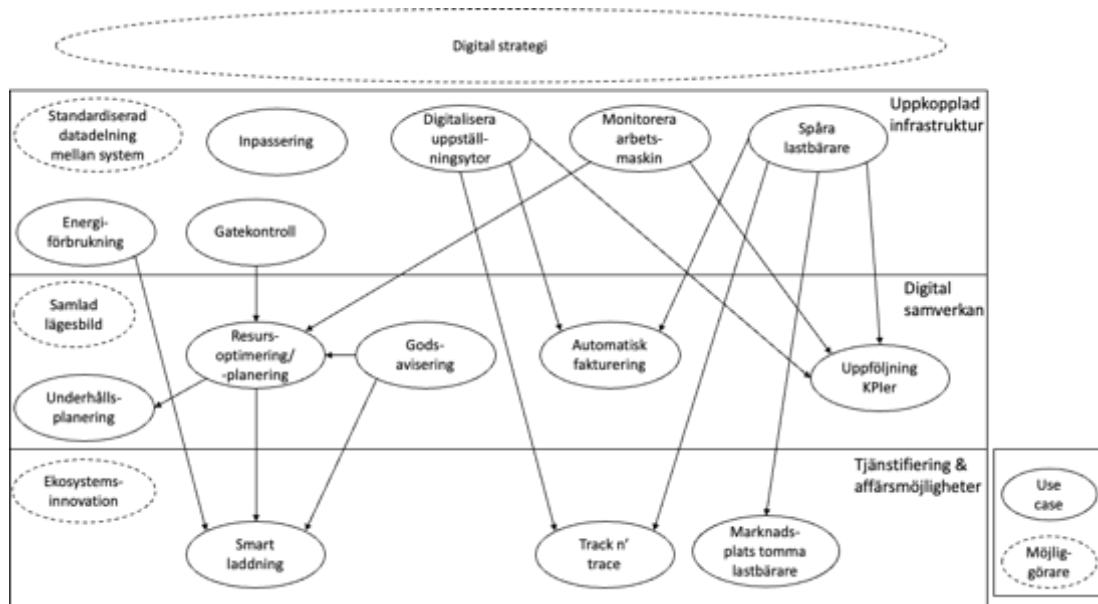 Digital strategi
Standardiserad
datadelning
mellan system
Inpassering
Digitalisera
uppställ-
ningsytor
Monitorera
arbets-
maskin
Spåra
lastbärare
Uppkopplad
infrastruktur
Energi-
förbrukning
Gatekontroll
Samlad
lägesbild
Resurs-
optimering/
-planering
Gods-
avisering
Automatisk
fakturering
Digital
samverkan
Uppföljning
KPIer
Underhålls-
planering
Ekosystems-
innovation
Tjänstifiering &
affärsmöjligheter
Smart
laddning
Track n'
trace
Marknads-
plats tomma
lastbärare
Use
case
Möjlig-
görare